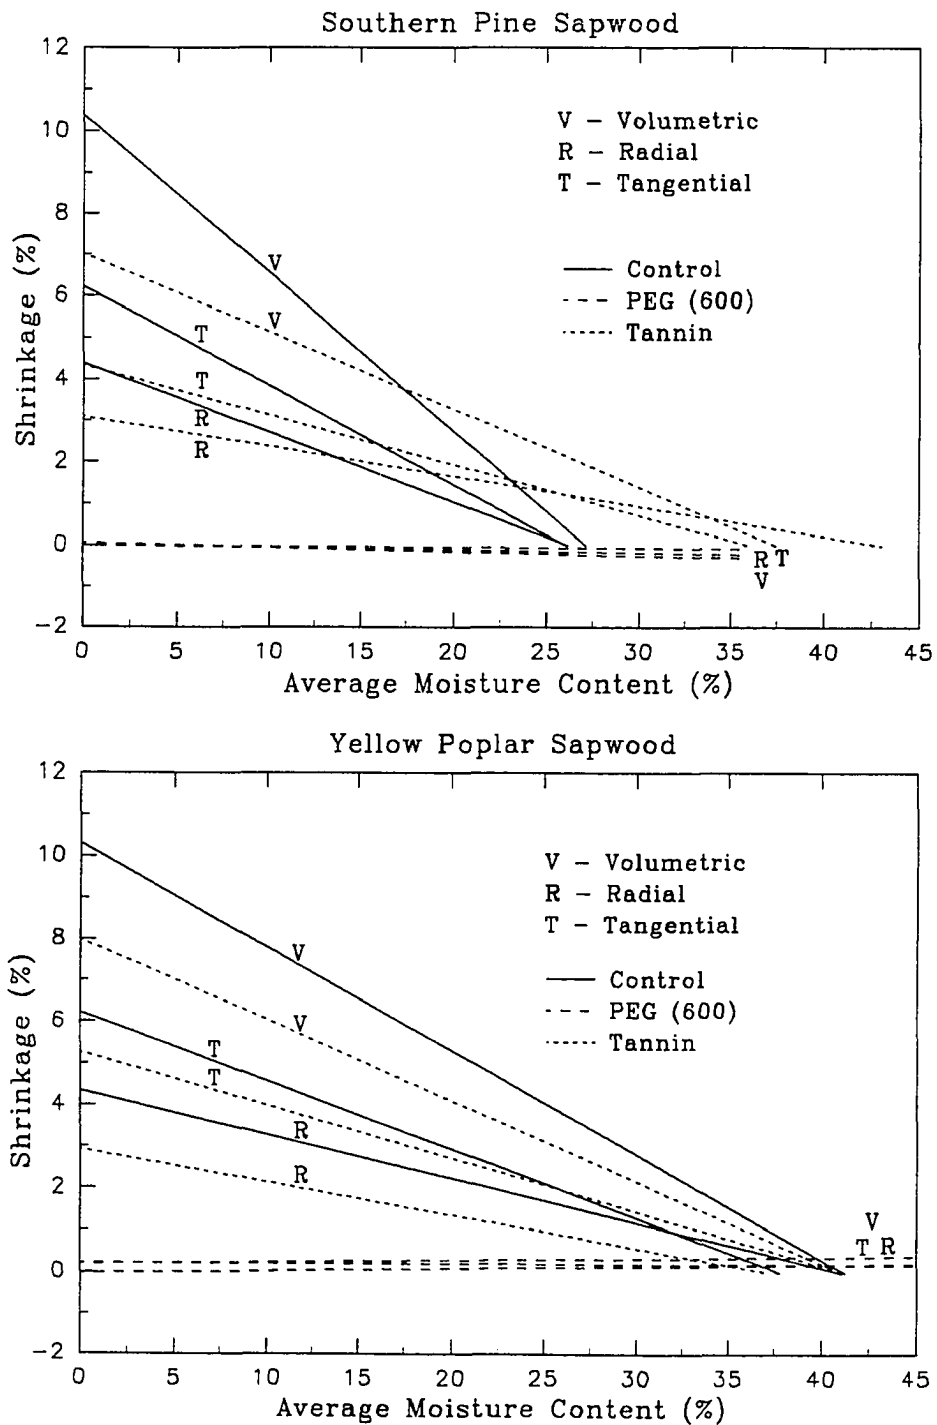 Southern Pine Sapwood
12
10
8
6
4
2
0
-2
Shrinkage (%)
V - Volumetric
R - Radial
T - Tangential
Control
PEG (600)
Tannin
V
V
T
T
R
R
R T
V
0 5 10 15 20 25 30 35 40 45
Average Moisture Content (%)
Yellow Poplar Sapwood
12
10
8
6
4
2
0
-2
Shrinkage (%)
V - Volumetric
R - Radial
T - Tangential
Control
PEG (600)
Tannin
V
V
T
T
R
R
V
T R
0 5 10 15 20 25 30 35 40 45
Average Moisture Content (%)